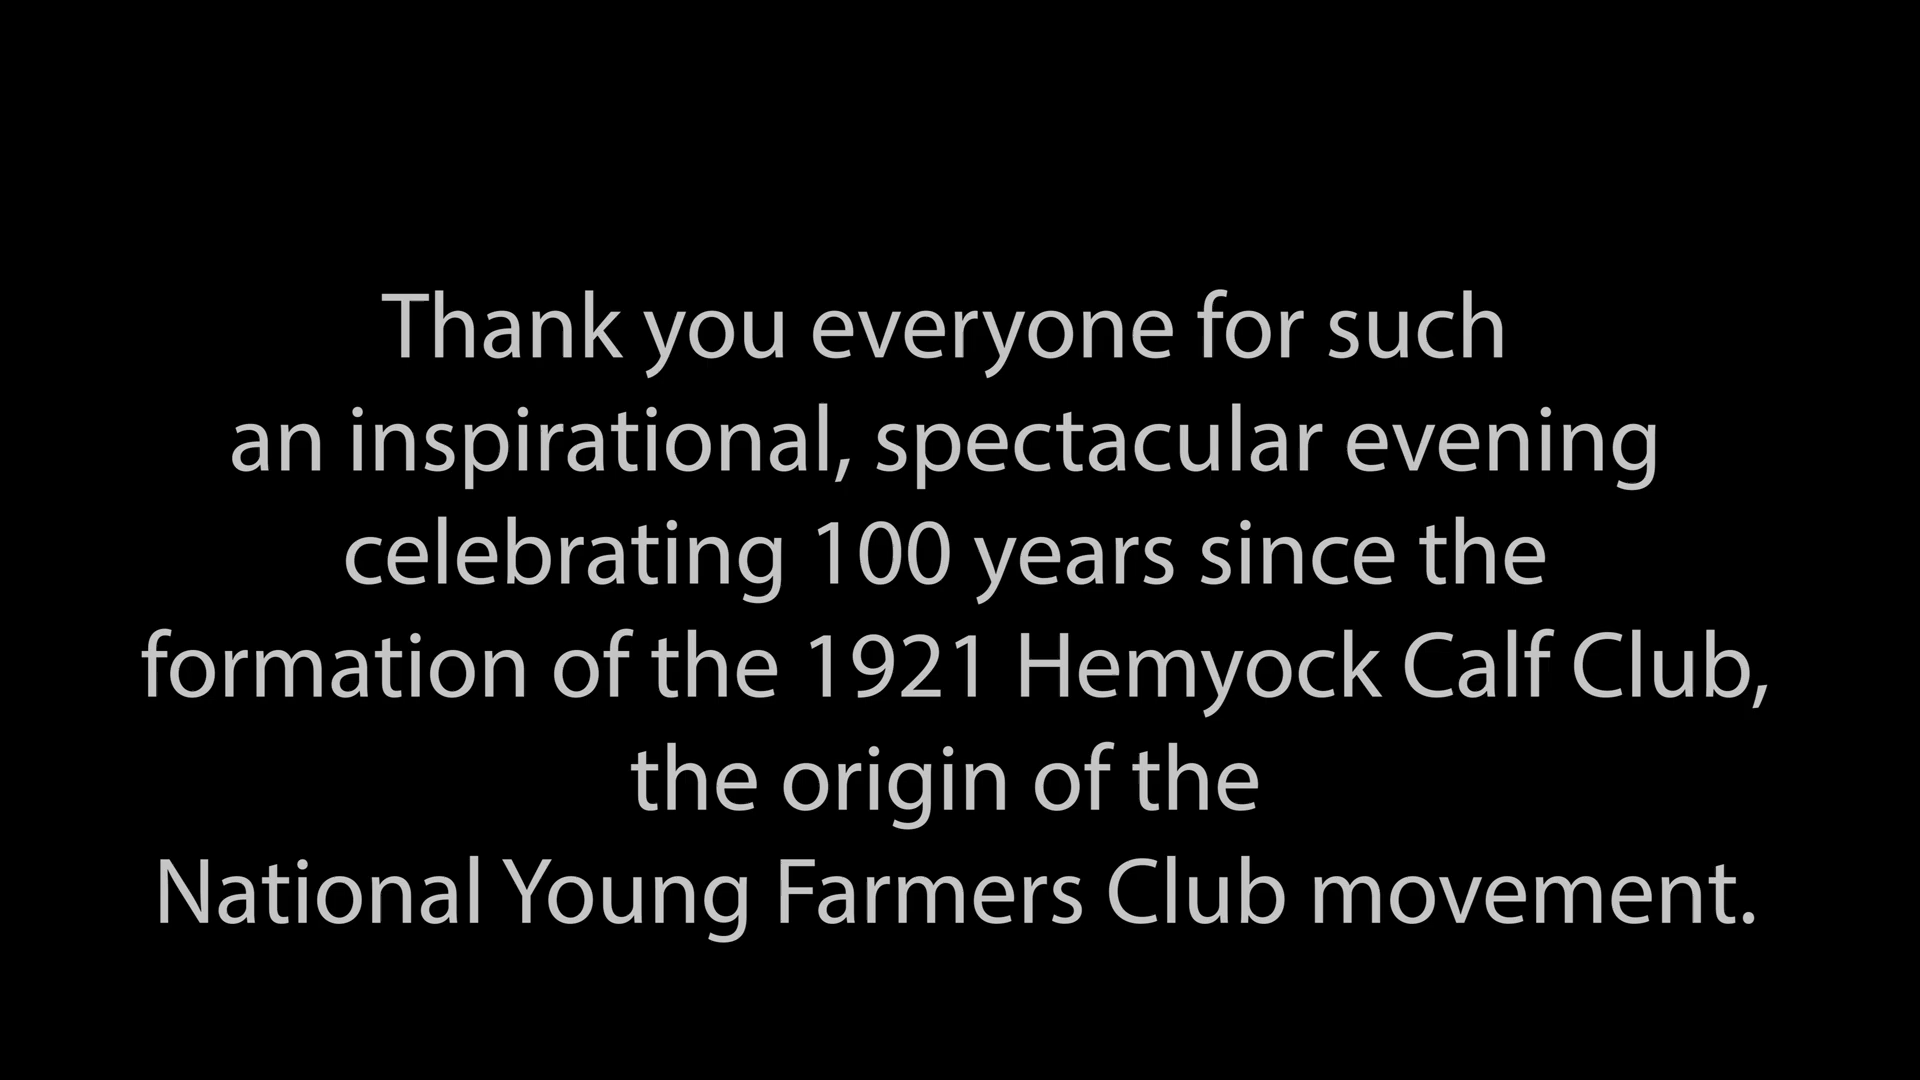 Thank you everyone for such
an inspirational, spectacular evening
celebrating 100 years since the
formation of the 1921 Hemyock Calf Club,
the origin of the
National Young Farmers Club movement.